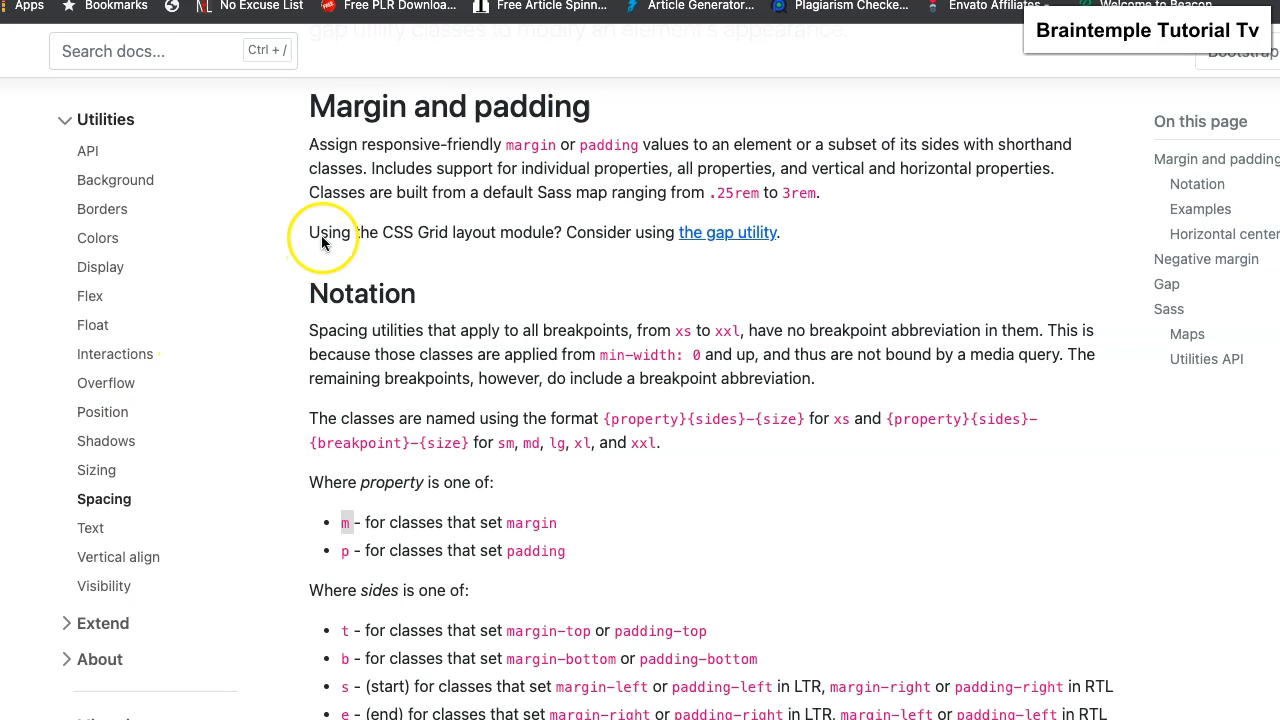 Apps Bookmarks No Excuse List Free PLR Download... Free Article Spinn... Article Generator... Plagiarism Checke... Envato Affiliates Welcome to Beacon
gap utility classes to modify an element's appearance.
Braintemple Tutorial Tv
Search docs... Ctrl + /
Bootstrap
Utilities
API
Background
Borders
Colors
Display
Flex
Float
Interactions
Overflow
Position
Shadows
Sizing
Spacing
Text
Vertical align
Visibility
Extend
About
Margin and padding
Assign responsive-friendly margin or padding values to an element or a subset of its sides with shorthand
classes. Includes support for individual properties, all properties, and vertical and horizontal properties.
Classes are built from a default Sass map ranging from .25rem to 3rem.
Using the CSS Grid layout module? Consider using the gap utility.
Notation
Spacing utilities that apply to all breakpoints, from xs to xxl, have no breakpoint abbreviation in them. This is
because those classes are applied from min-width: 0 and up, and thus are not bound by a media query. The
remaining breakpoints, however, do include a breakpoint abbreviation.
The classes are named using the format {property}{sides}-{size} for xs and {property}{sides}-
{breakpoint}-{size} for sm, md, lg, xl, and xxl.
Where property is one of:
• m - for classes that set margin
• p - for classes that set padding
Where sides is one of:
• t - for classes that set margin-top or padding-top
• b - for classes that set margin-bottom or padding-bottom
• s - (start) for classes that set margin-left or padding-left in LTR, margin-right or padding-right in RTL
• e - (end) for classes that set margin-right or padding-right in LTR, margin-left or padding-left in RTL
On this page
Margin and padding
Notation
Examples
Horizontal center
Negative margin
Gap
Sass
Maps
Utilities API